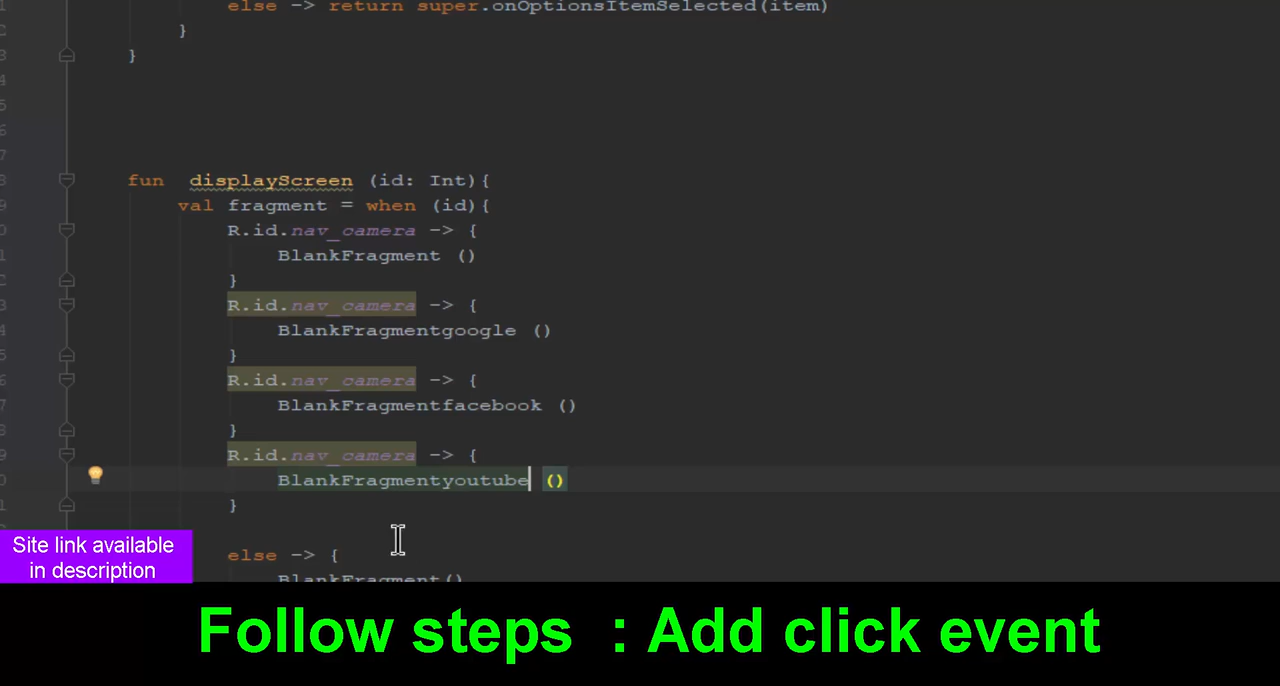 else -> return super.onOptionsItemSelected(item)
}
}
fun displayScreen (id: Int){
val fragment = when (id){
R.id.nav_camera -> {
BlankFragment ()
}
R.id.nav_camera -> {
BlankFragmentgoogle ()
}
R.id.nav_camera -> {
BlankFragmentfacebook ()
}
R.id.nav_camera -> {
BlankFragmentyoutube ()
}
else -> {
BlankFragment()
Site link available
in description
Follow steps : Add click event